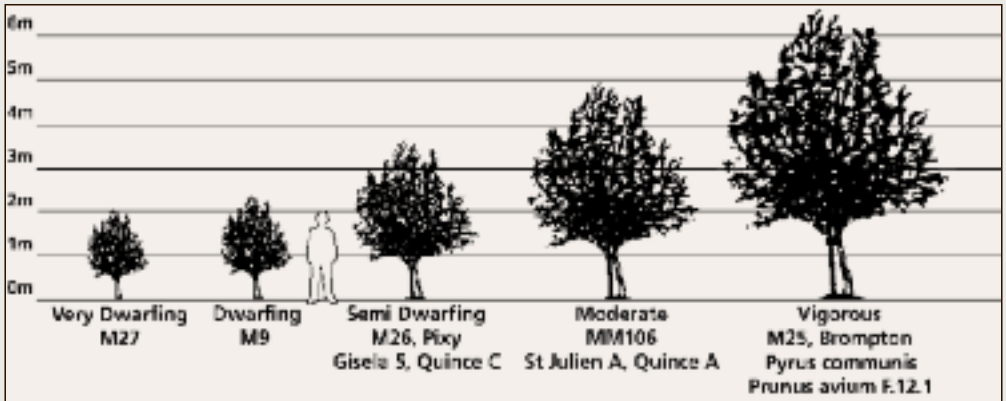 6m
5m
4m
3m
2m
1m
0m
Very Dwarfing
M27
Dwarfing
M9
Semi Dwarfing
M26, Pixy
Gisela 5, Quince C
Moderate
MM106
St Julien A, Quince A
Vigorous
M25, Brompton
Pyrus communis
Prunus avium F.12.1